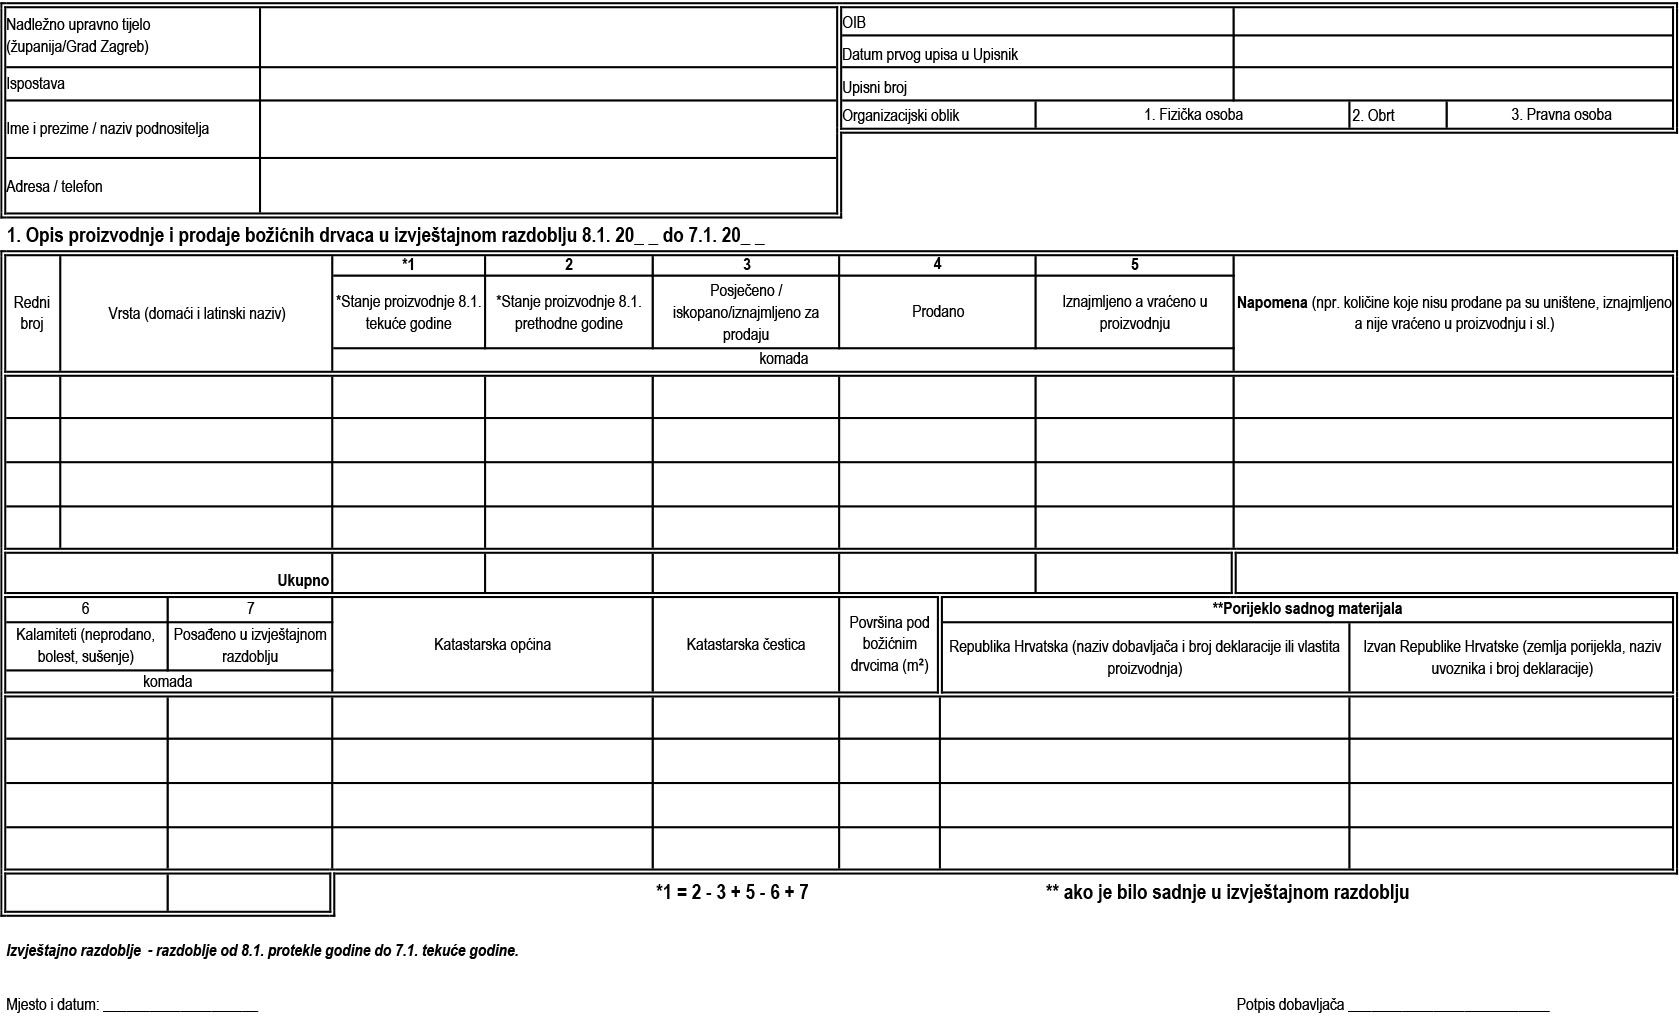 Nadležno upravno tijelo
(županija/Grad Zagreb)
Ispostava
Ime i prezime / naziv podnositelja
Adresa / telefon
OIB
Datum prvog upisa u Upisnik
Upisni broj
Organizacijski oblik 1. Fizička osoba 2. Obrt 3. Pravna osoba
1. Opis proizvodnje i prodaje božićnih drvaca u izvještajnom razdoblju 8.1. 20_ _ do 7.1. 20_ _
Redni
broj
Vrsta (domaći i latinski naziv)
*1
*Stanje proizvodnje 8.1.
tekuće godine
2
*Stanje proizvodnje 8.1.
prethodne godine
3
Posječeno /
iskopano/iznajmljeno za
prodaju
4
Prodano
5
Iznajmljeno a vraćeno u
proizvodnju
komada
Napomena (npr. količine koje nisu prodane pa su uništene, iznajmljeno
a nije vraćeno u proizvodnju i sl.)
Ukupno
6
Kalamiteti (neprodano,
bolest, sušenje)
7
Posađeno u izvještajnom
razdoblju
komada
Katastarska općina
Katastarska čestica
Površina pod
božićnim
drvcima (m²)
**Porijeklo sadnog materijala
Republika Hrvatska (naziv dobavljača i broj deklaracije ili vlastita
proizvodnja)
Izvan Republike Hrvatske (zemlja porijekla, naziv
uvoznika i broj deklaracije)
*1 = 2 - 3 + 5 - 6 + 7
** ako je bilo sadnje u izvještajnom razdoblju
Izvještajno razdoblje - razdoblje od 8.1. protekle godine do 7.1. tekuće godine.
Mjesto i datum: ____________________
Potpis dobavljača __________________________